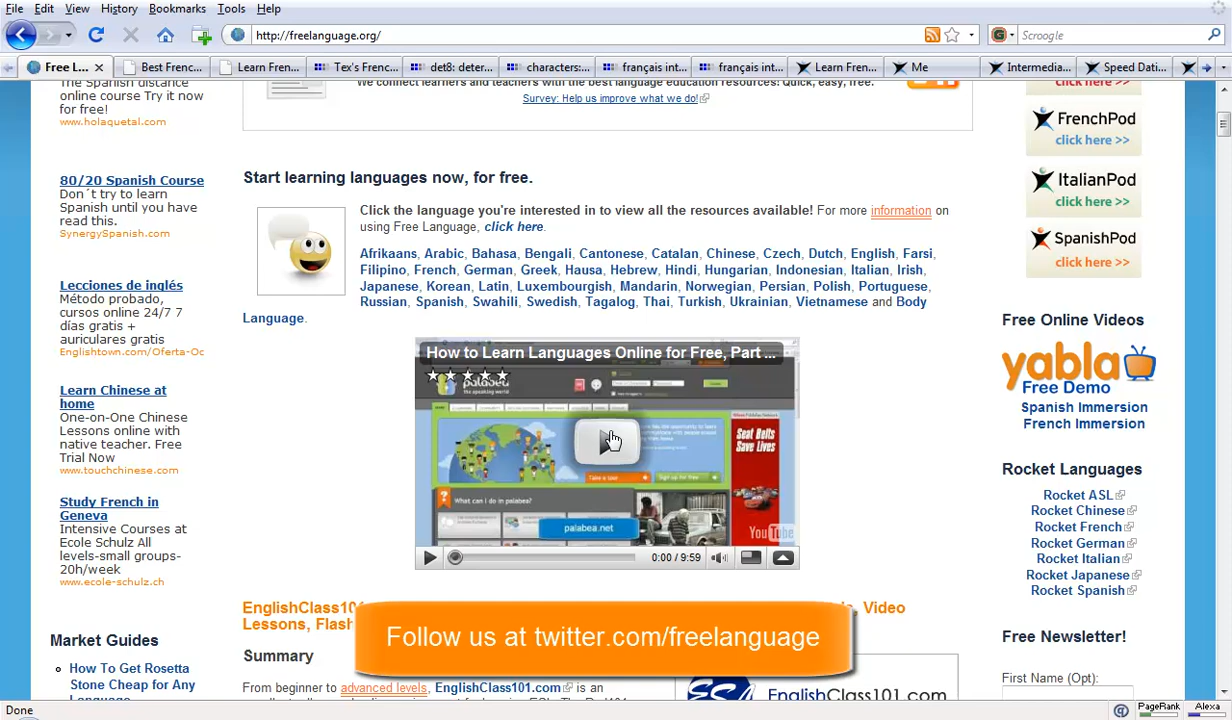 File Edit View History Bookmarks Tools Help
http://freelanguage.org/
Scroogle
Free L...
Best Frenc...
Learn Fren...
Tex's Frenc...
det8: deter...
characters:...
français int...
français int...
Learn Fren...
Me
Intermedia...
Speed Dati...
The Spanish distance
online course Try it now
for free!
www.holaquetal.com
80/20 Spanish Course
Don´t try to learn
Spanish until you have
read this.
SynergySpanish.com
Lecciones de inglés
Método probado,
cursos online 24/7 7
días gratis +
auriculares gratis
Englishtown.com/Oferta-Oc
Learn Chinese at
home
One-on-One Chinese
Lessons online with
native teacher. Free
Trial Now
www.touchchinese.com
Study French in
Geneva
Intensive Courses at
École Schulz. All
levels-small groups-
20h/week
www.ecole-schulz.ch
Market Guides
How To Get Rosetta
Stone Cheap for Any
Language
We connect learners and teachers with the best language education resources! Quick, easy, free.
Survey: Help us improve what we do!
Start learning languages now, for free.
Click the language you're interested in to view all the resources available! For more information on
using Free Language, click here.
Afrikaans, Arabic, Bahasa, Bengali, Cantonese, Catalan, Chinese, Czech, Dutch, English, Farsi,
Filipino, French, German, Greek, Hausa, Hebrew, Hindi, Hungarian, Indonesian, Italian, Irish,
Japanese, Korean, Latin, Luxembourgish, Mandarin, Norwegian, Persian, Polish, Portuguese,
Russian, Spanish, Swahili, Swedish, Tagalog, Thai, Turkish, Ukrainian, Vietnamese and Body
Language.
How to Learn Languages Online for Free, Part ...
palabea
the speaking world
Seat Belts
Save Lives
Take a tour
Sign up for free
What can I do in palabea?
palabea.net
YouTube
0:00 / 9:59
EnglishClass101
Video
Lessons, Flash
Follow us at twitter.com/freelanguage
Summary
From beginner to advanced levels, EnglishClass101.com is an
EnglishClass101.com
click here >>
FrenchPod
click here >>
ItalianPod
click here >>
SpanishPod
click here >>
Free Online Videos
yabla
Free Demo
Spanish Immersion
French Immersion
Rocket Languages
Rocket ASL
Rocket Chinese
Rocket French
Rocket German
Rocket Italian
Rocket Japanese
Rocket Spanish
Free Newsletter!
First Name (Opt):
Done
PageRank
Alexa